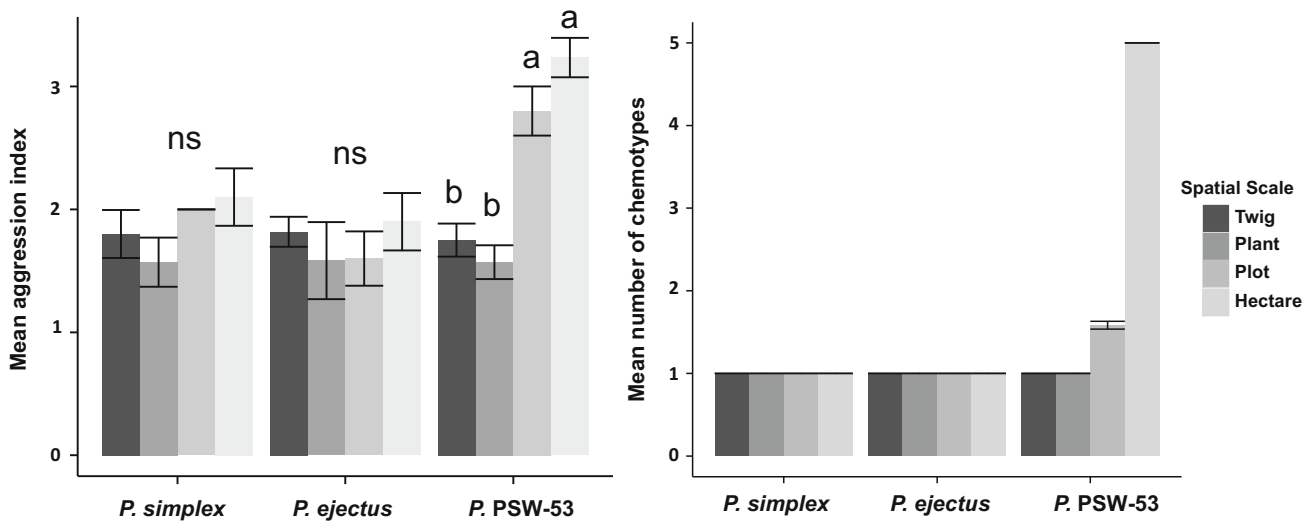 Mean aggression index
3
2
1
0
ns
ns
b
b
a
a
P. simplex
P. ejectus
P. PSW-53
Mean number of chemotypes
5
4
3
2
1
0
P. simplex
P. ejectus
P. PSW-53
Spatial Scale
Twig
Plant
Plot
Hectare